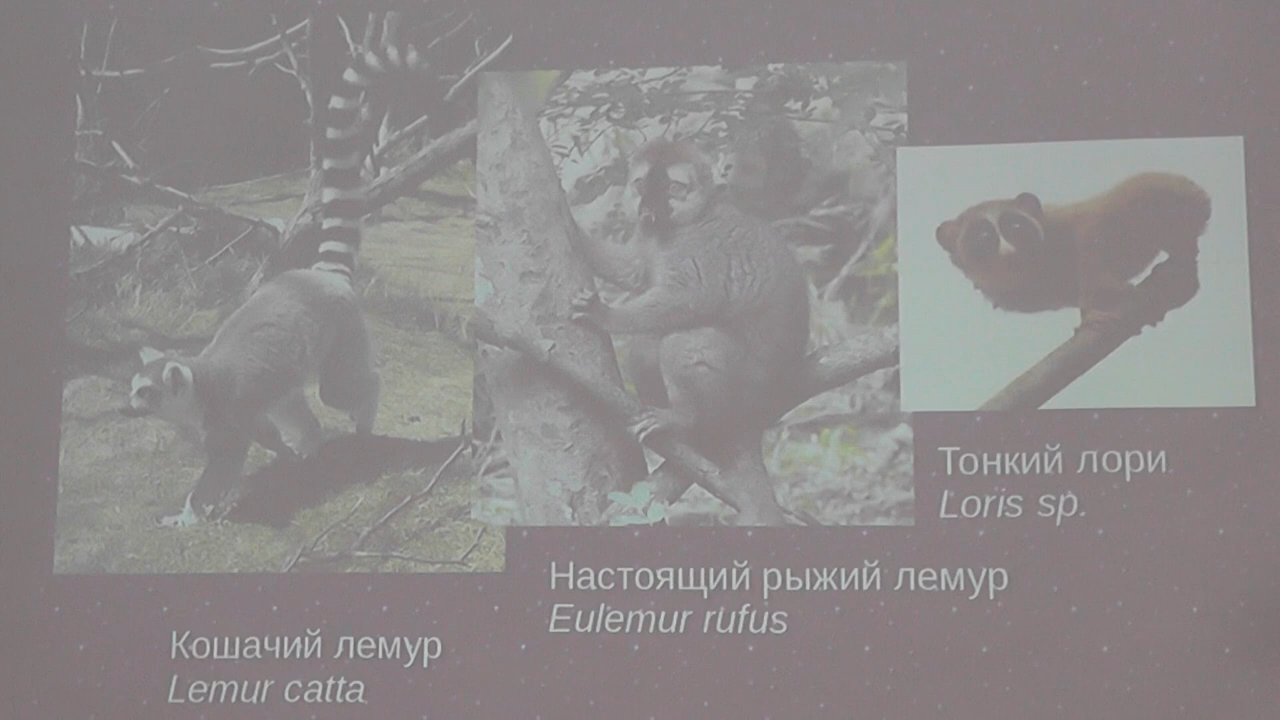 Кошачий лемур
Lemur catta
Настоящий рыжий лемур
Eulemur rufus
Тонкий лори
Loris sp.